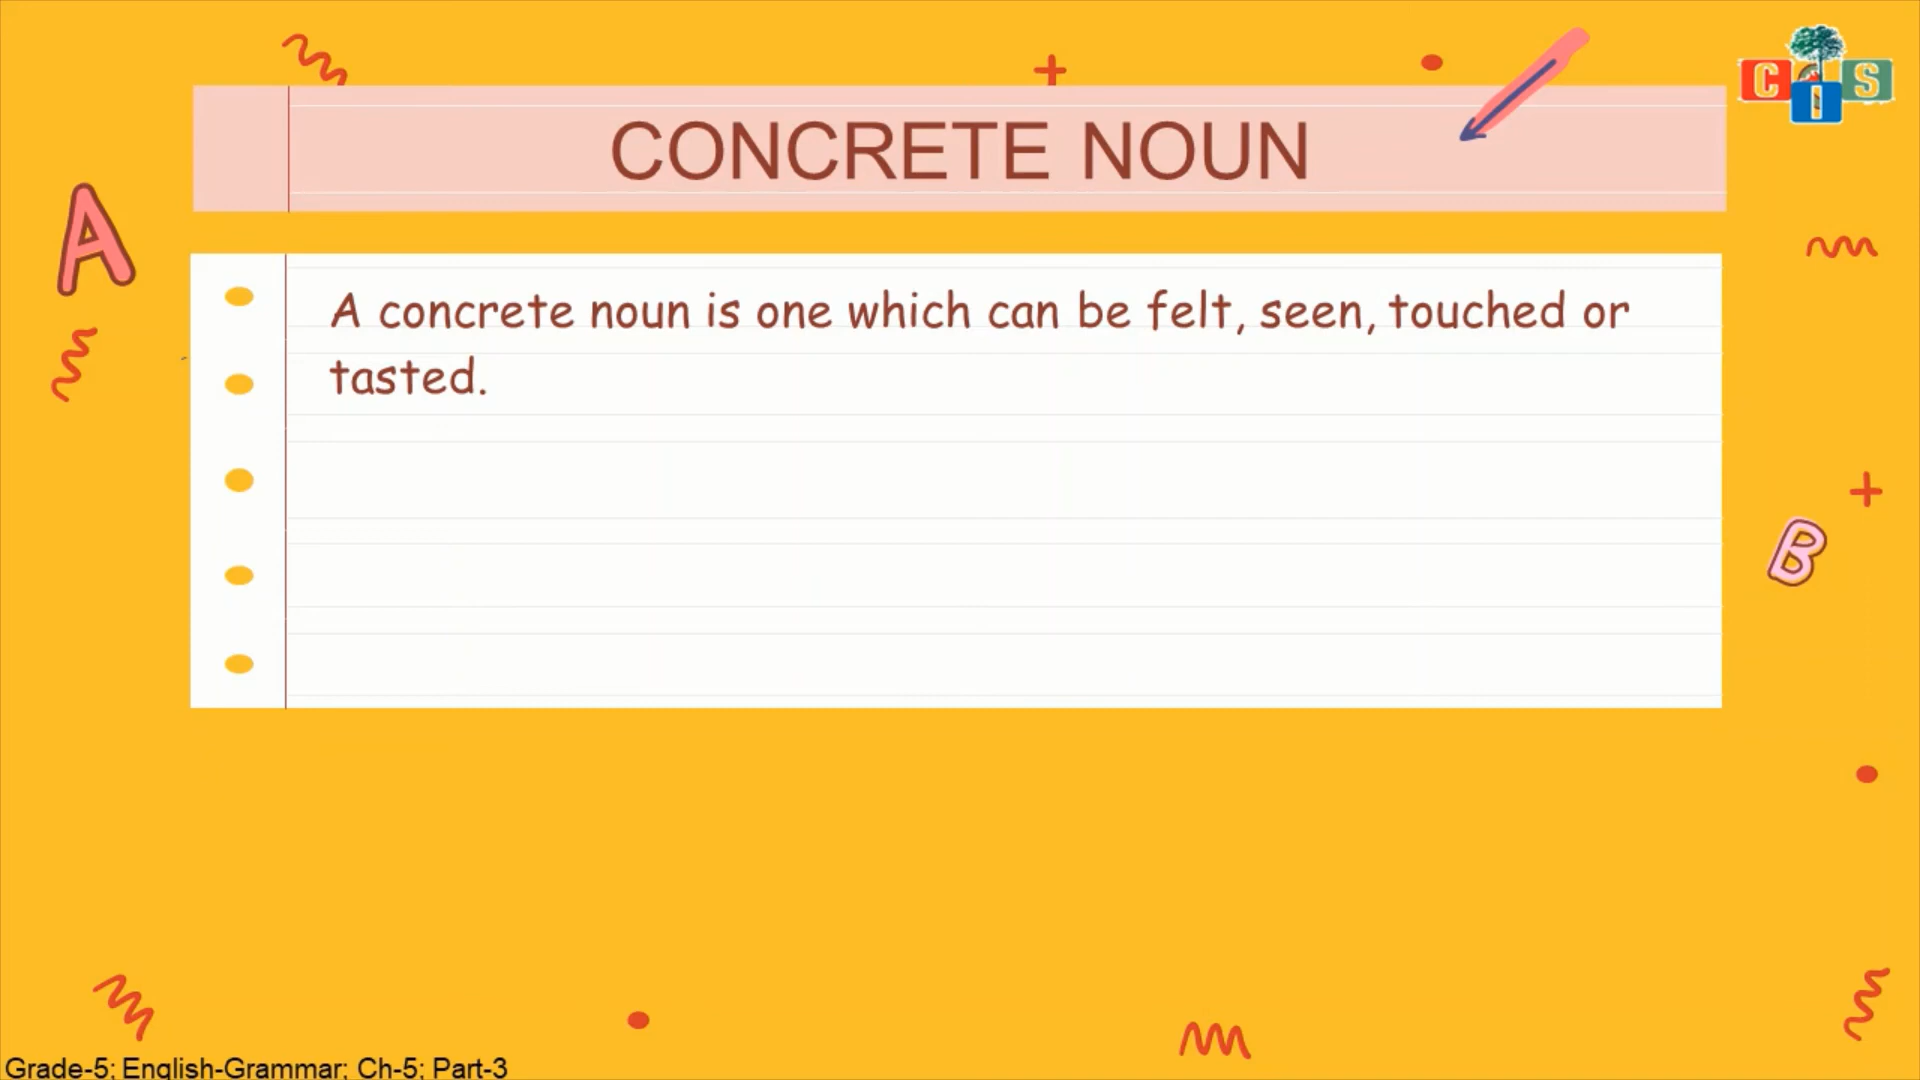 CIS
CONCRETE NOUN
A
A concrete noun is one which can be felt, seen, touched or
tasted.
B
Grade-5; English-Grammar; Ch-5; Part-3